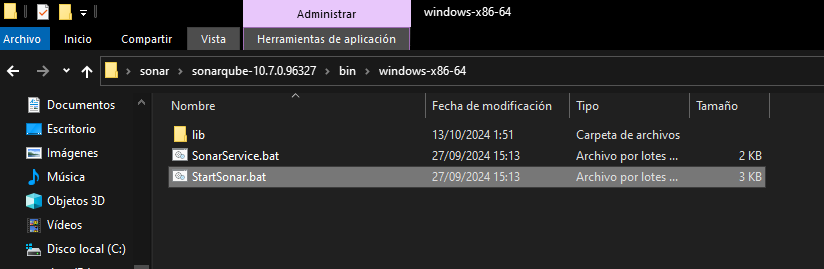 Administrar
windows-x86-64
Archivo
Inicio
Compartir
Vista
Herramientas de aplicación
sonar
sonarqube-10.7.0.96327
bin
windows-x86-64
Nombre
Fecha de modificación
Tipo
Tamaño
lib
13/10/2024 1:51
Carpeta de archivos
SonarService.bat
27/09/2024 15:13
Archivo por lotes ...
2 KB
StartSonar.bat
27/09/2024 15:13
Archivo por lotes ...
3 KB
Documentos
Escritorio
Imágenes
Música
Objetos 3D
Vídeos
Disco local (C:)